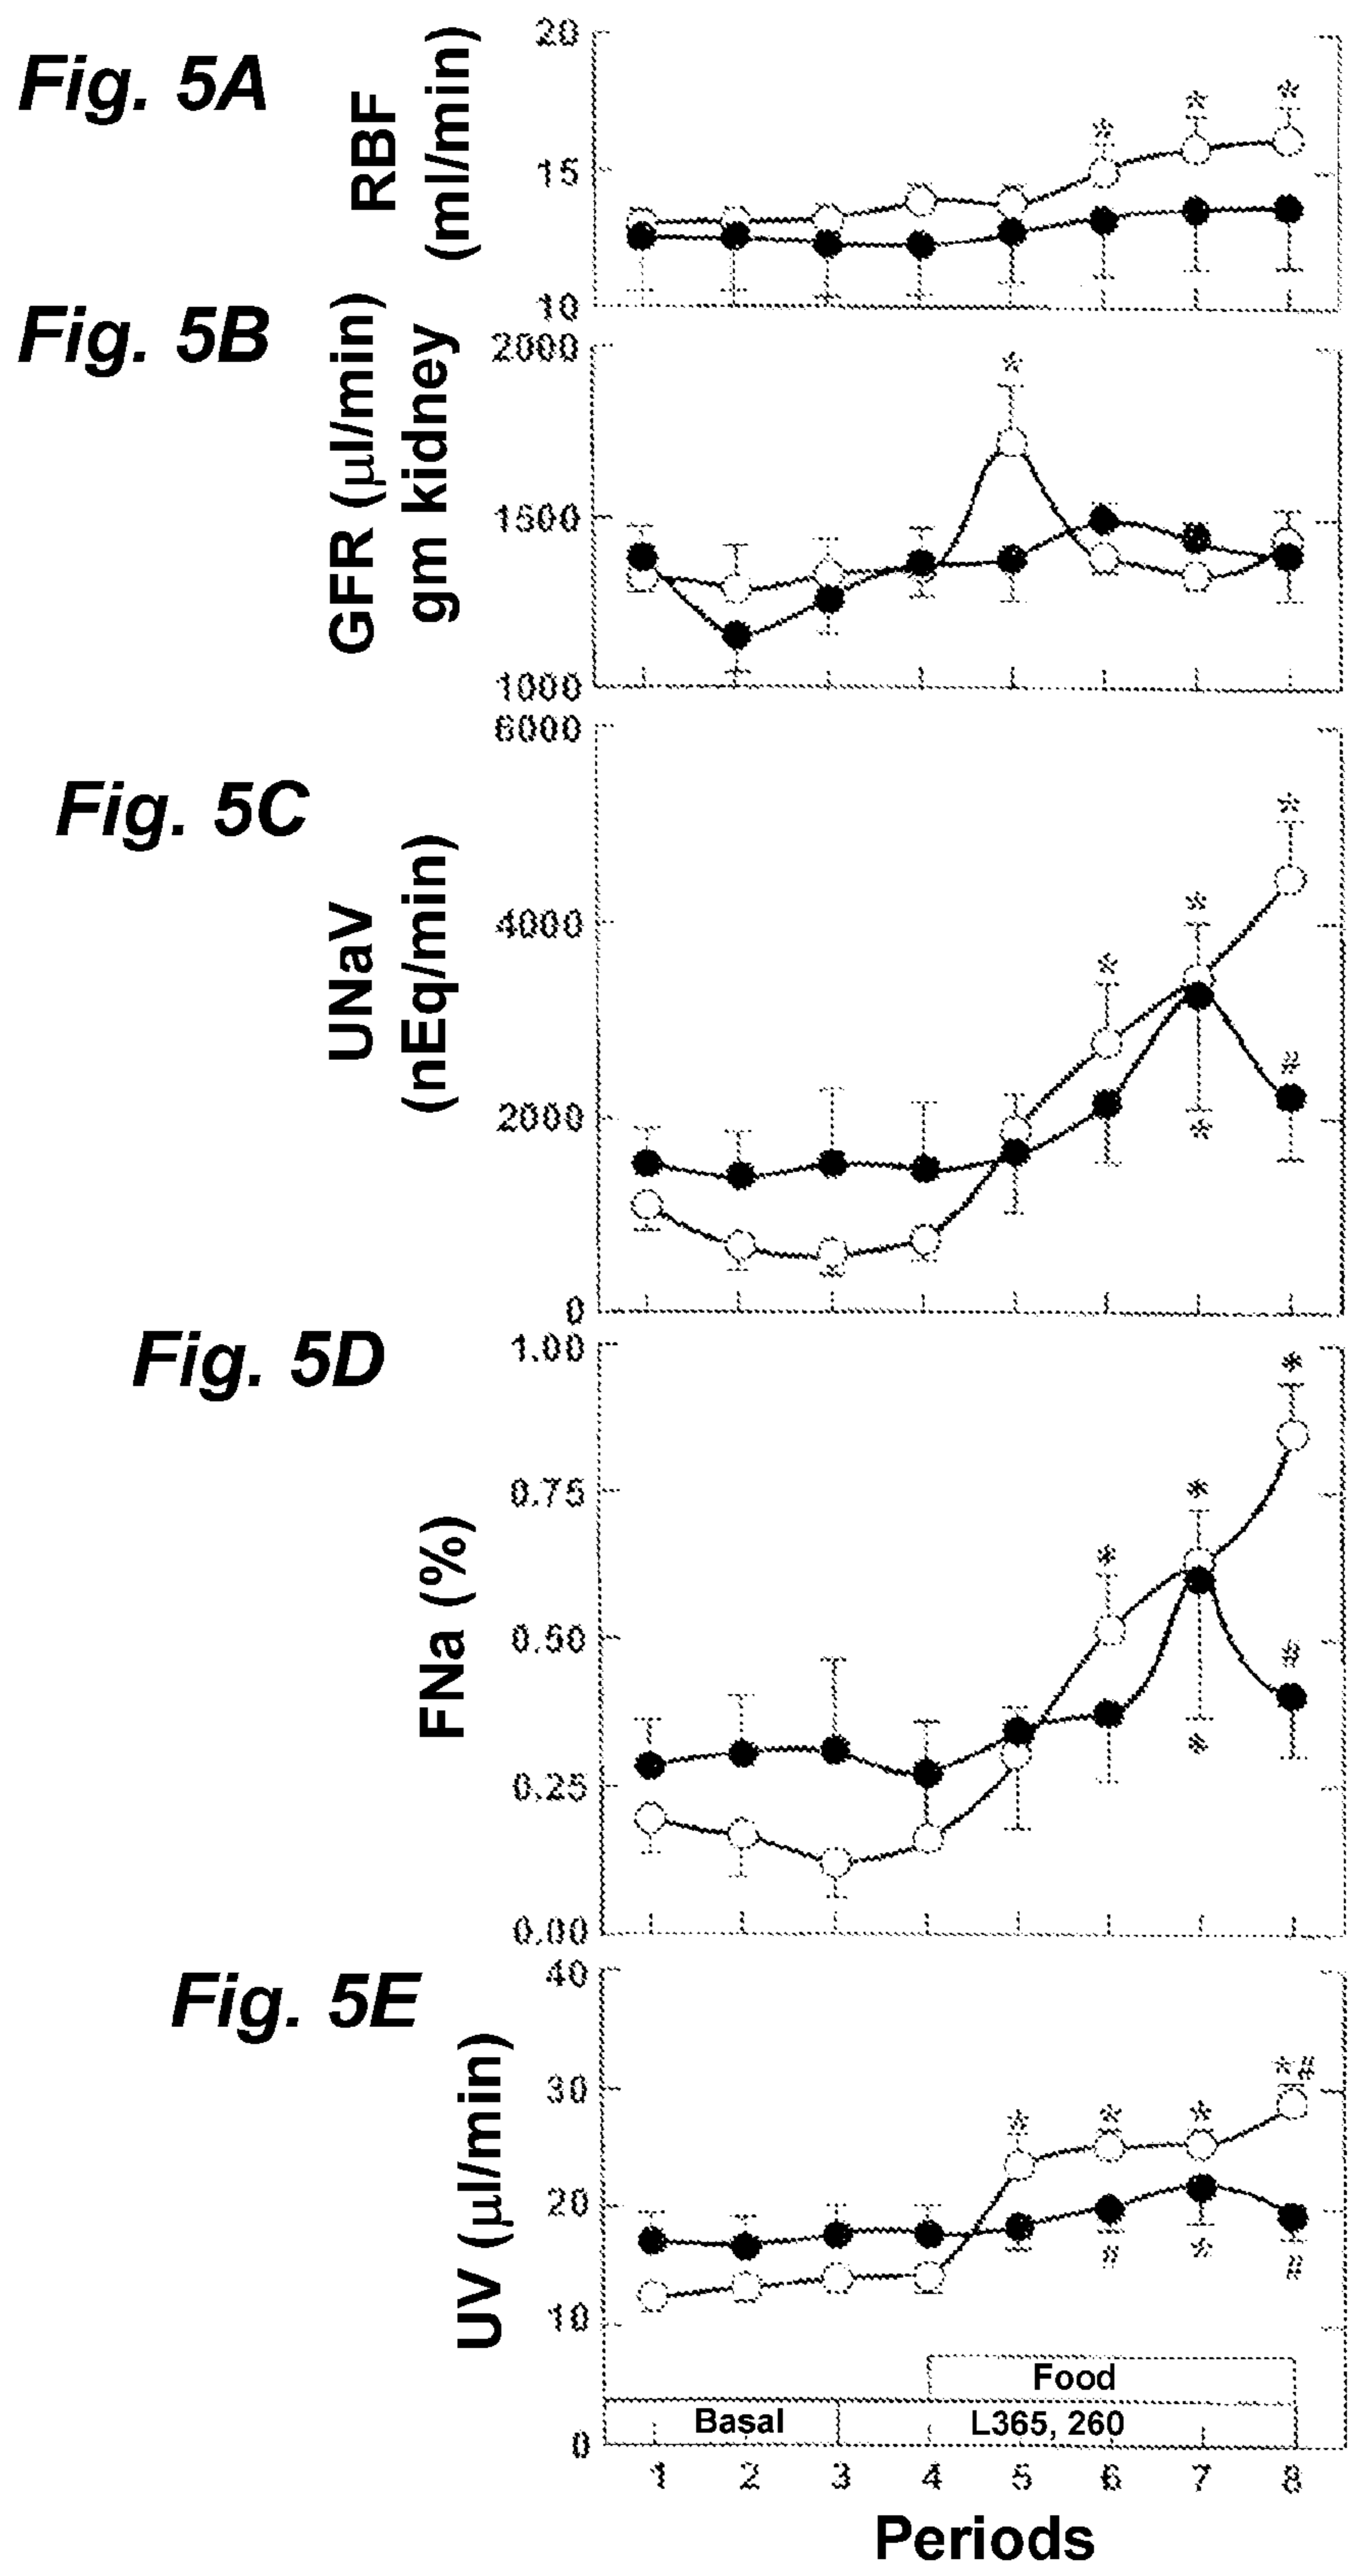 Fig. 5A
RBF
(ml/min)
20
15
10
* * *
Fig. 5B
GFR (μl/min)
gm kidney
2000
1500
1000
*
Fig. 5C
UNaV
(nEq/min)
6000
4000
2000
0
* * *
* #
Fig. 5D
FNa (%)
1.00
0.75
0.50
0.25
0.00
* * *
* #
Fig. 5E
UV (μl/min)
40
30
20
10
0
* * * *#
# * #
Food
Basal L365, 260
1 2 3 4 5 6 7 8
Periods